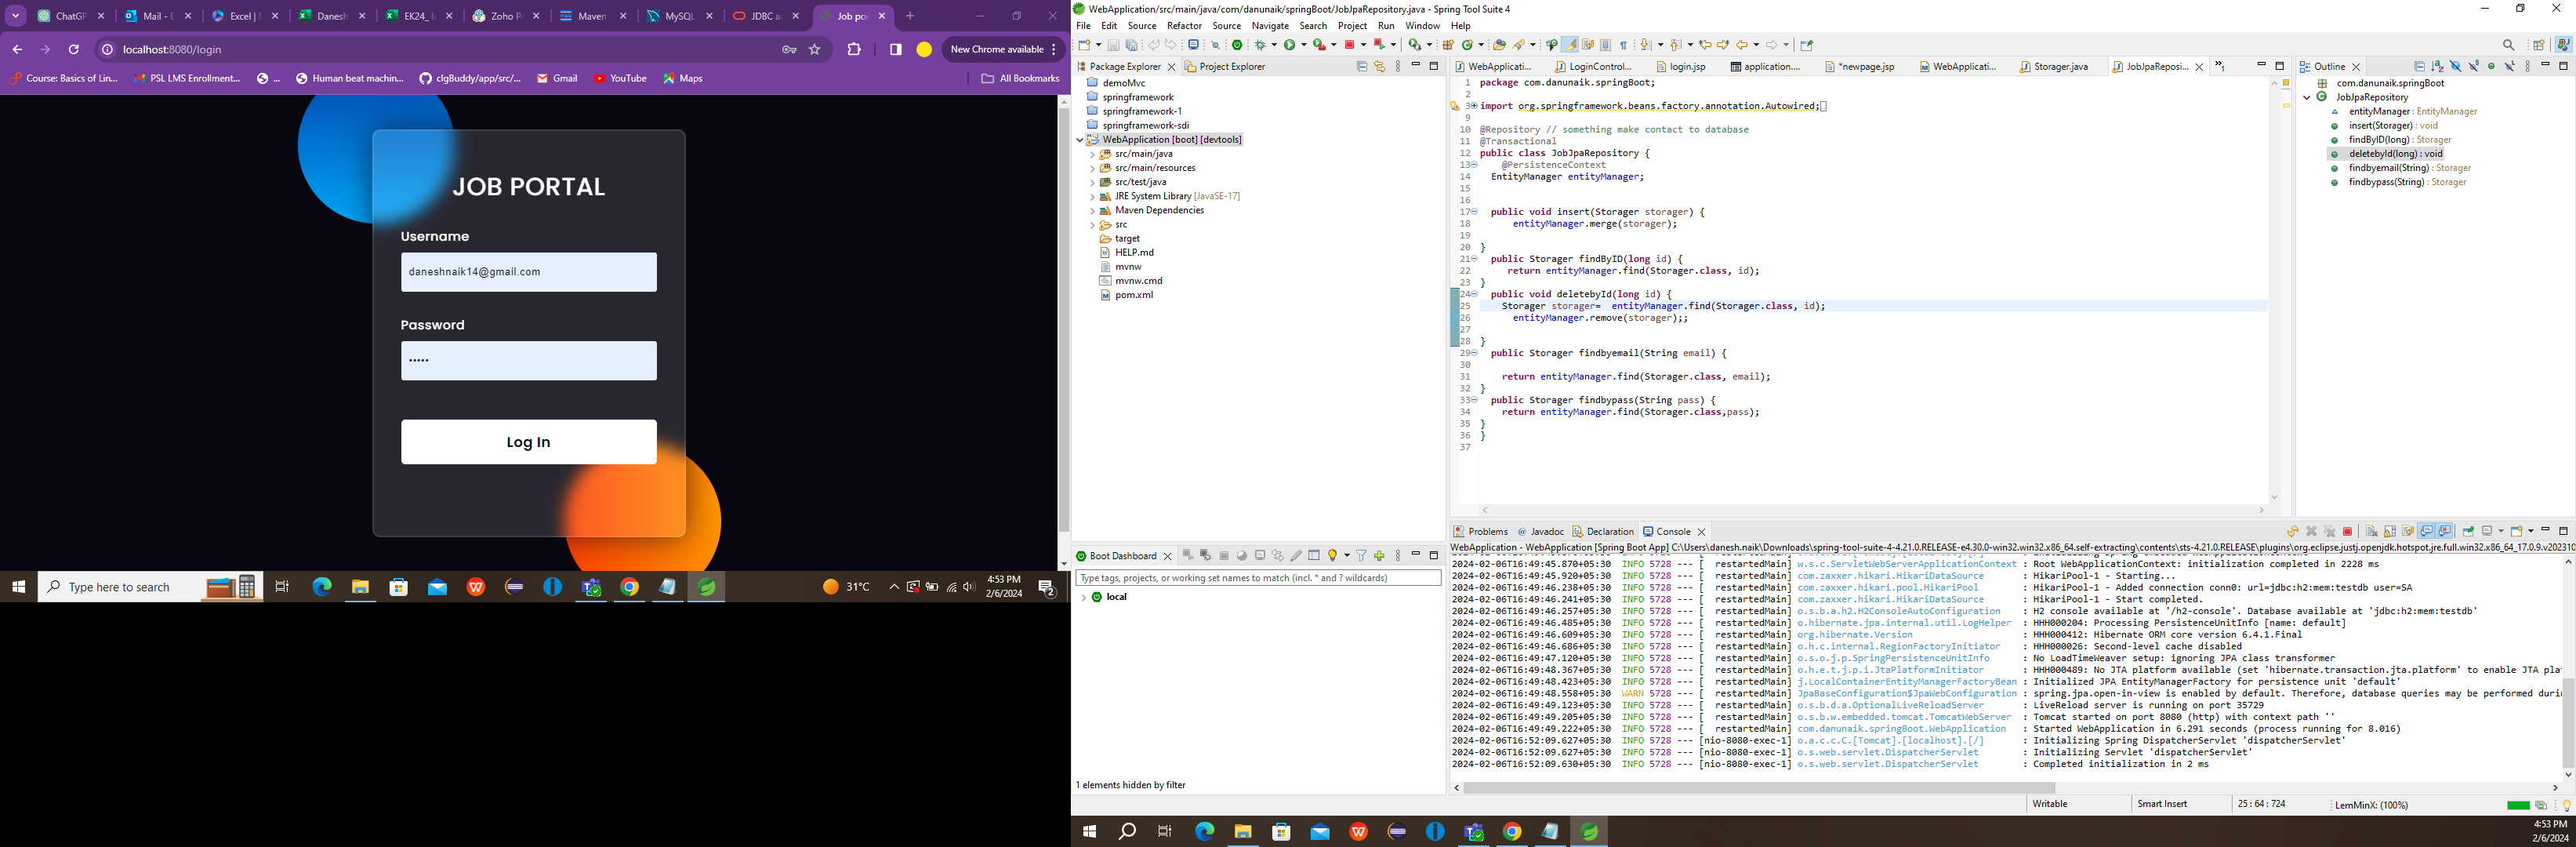 ChatGP
Mail - D
Excel | M
Danesh
EK24_ I
Zoho P
Maven
MySQL
JDBC a
Job po
localhost:8080/login
New Chrome available
Course: Basics of Lin...
PSL LMS Enrollment...
...
Human beat machin...
clgBuddy/app/src/...
Gmail
YouTube
Maps
All Bookmarks
JOB PORTAL
Username
daneshnaik14@gmail.com
Password
•••••
Log In
Type here to search
31°C
4:53 PM
2/6/2024
2
WebApplication/src/main/java/com/danunaik/springBoot/JobJpaRepository.java - Spring Tool Suite 4
File Edit Source Refactor Source Navigate Search Project Run Window Help
Package Explorer
Project Explorer
demoMvc
springframework
springframework-1
springframework-sdi
WebApplication [boot] [devtools]
src/main/java
src/main/resources
src/test/java
JRE System Library [JavaSE-17]
Maven Dependencies
src
target
HELP.md
mvnw
mvnw.cmd
pom.xml
Boot Dashboard
Type tags, projects, or working set names to match (incl. * and ? wildcards)
local
1 elements hidden by filter
WebApplicati...
LoginControl...
login.jsp
application....
*newpage.jsp
WebApplicati...
Storager.java
JobJpaReposi...
1 package com.danunaik.springBoot;
2
3 import org.springframework.beans.factory.annotation.Autowired;
9
10 @Repository // something make contact to database
11 @Transactional
12 public class JobJpaRepository {
13 @PersistenceContext
14 EntityManager entityManager;
15
16
17 public void insert(Storager storager) {
18 entityManager.merge(storager);
19
20 }
21 public Storager findByID(long id) {
22 return entityManager.find(Storager.class, id);
23 }
24 public void deletebyId(long id) {
25 Storager storager= entityManager.find(Storager.class, id);
26 entityManager.remove(storager);;
27
28 }
29 public Storager findbyemail(String email) {
30
31 return entityManager.find(Storager.class, email);
32 }
33 public Storager findbypass(String pass) {
34 return entityManager.find(Storager.class,pass);
35 }
36 }
37
Outline
com.danunaik.springBoot
JobJpaRepository
entityManager : EntityManager
insert(Storager) : void
findByID(long) : Storager
deletebyId(long) : void
findbyemail(String) : Storager
findbypass(String) : Storager
Problems
Javadoc
Declaration
Console
WebApplication - WebApplication [Spring Boot App] C:\Users\danesh.naik\Downloads\spring-tool-suite-4-4.21.0.RELEASE-e4.30.0-win32.win32.x86_64.self-extracting\contents\sts-4.21.0.RELEASE\plugins\org.eclipse.justj.openjdk.hotspot.jre.full.win32.x86_64_17.0.9.v202310
2024-02-06T16:49:45.870+05:30 INFO 5728 --- [ restartedMain] w.s.c.ServletWebServerApplicationContext : Root WebApplicationContext: initialization completed in 2228 ms
2024-02-06T16:49:45.920+05:30 INFO 5728 --- [ restartedMain] com.zaxxer.hikari.HikariDataSource : HikariPool-1 - Starting...
2024-02-06T16:49:46.238+05:30 INFO 5728 --- [ restartedMain] com.zaxxer.hikari.pool.HikariPool : HikariPool-1 - Added connection conn0: url=jdbc:h2:mem:testdb user=SA
2024-02-06T16:49:46.241+05:30 INFO 5728 --- [ restartedMain] com.zaxxer.hikari.HikariDataSource : HikariPool-1 - Start completed.
2024-02-06T16:49:46.257+05:30 INFO 5728 --- [ restartedMain] o.s.b.a.h2.H2ConsoleAutoConfiguration : H2 console available at '/h2-console'. Database available at 'jdbc:h2:mem:testdb'
2024-02-06T16:49:46.485+05:30 INFO 5728 --- [ restartedMain] o.hibernate.jpa.internal.util.LogHelper : HHH000204: Processing PersistenceUnitInfo [name: default]
2024-02-06T16:49:46.609+05:30 INFO 5728 --- [ restartedMain] org.hibernate.Version : HHH000412: Hibernate ORM core version 6.4.1.Final
2024-02-06T16:49:46.686+05:30 INFO 5728 --- [ restartedMain] o.h.c.internal.RegionFactoryInitiator : HHH000026: Second-level cache disabled
2024-02-06T16:49:47.120+05:30 INFO 5728 --- [ restartedMain] o.s.o.j.p.SpringPersistenceUnitInfo : No LoadTimeWeaver setup: ignoring JPA class transformer
2024-02-06T16:49:48.367+05:30 INFO 5728 --- [ restartedMain] o.h.e.t.j.p.i.JtaPlatformInitiator : HHH000489: No JTA platform available (set 'hibernate.transaction.jta.platform' to enable JTA pla
2024-02-06T16:49:48.423+05:30 INFO 5728 --- [ restartedMain] j.LocalContainerEntityManagerFactoryBean : Initialized JPA EntityManagerFactory for persistence unit 'default'
2024-02-06T16:49:48.558+05:30 WARN 5728 --- [ restartedMain] JpaBaseConfiguration$JpaWebConfiguration : spring.jpa.open-in-view is enabled by default. Therefore, database queries may be performed duri
2024-02-06T16:49:49.123+05:30 INFO 5728 --- [ restartedMain] o.s.b.d.a.OptionalLiveReloadServer : LiveReload server is running on port 35729
2024-02-06T16:49:49.205+05:30 INFO 5728 --- [ restartedMain] o.s.b.w.embedded.tomcat.TomcatWebServer : Tomcat started on port 8080 (http) with context path ''
2024-02-06T16:49:49.222+05:30 INFO 5728 --- [ restartedMain] com.danunaik.springBoot.WebApplication : Started WebApplication in 6.291 seconds (process running for 8.016)
2024-02-06T16:52:09.627+05:30 INFO 5728 --- [nio-8080-exec-1] o.a.c.c.C.[Tomcat].[localhost].[/] : Initializing Spring DispatcherServlet 'dispatcherServlet'
2024-02-06T16:52:09.627+05:30 INFO 5728 --- [nio-8080-exec-1] o.s.web.servlet.DispatcherServlet : Initializing Servlet 'dispatcherServlet'
2024-02-06T16:52:09.630+05:30 INFO 5728 --- [nio-8080-exec-1] o.s.web.servlet.DispatcherServlet : Completed initialization in 2 ms
Writable
Smart Insert
25 : 64 : 724
LemMinX: (100%)
4:53 PM
2/6/2024